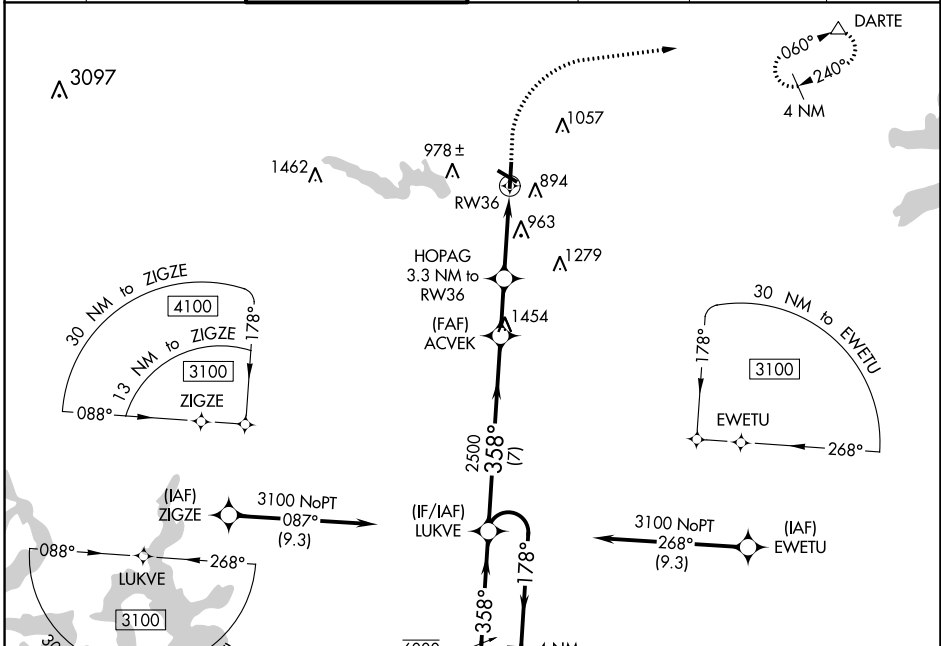 DARTE
060°
240°
4 NM
3097
1057
978 ±
1462
894
RW36
963
HOPAG
3.3 NM to
RW36
1279
(FAF)
ACVEK
1454
30 NM to ZIGZE
4100
178°
13 NM to ZIGZE
3100
ZIGZE
088°
30 NM to EWETU
178°
3100
EWETU
268°
2500
358°
(7)
(IAF)
ZIGZE
3100 NoPT
087°
(9.3)
(IF/IAF)
LUKVE
3100 NoPT
268°
(9.3)
(IAF)
EWETU
088°
268°
LUKVE
3100
358°
178°
4 NM